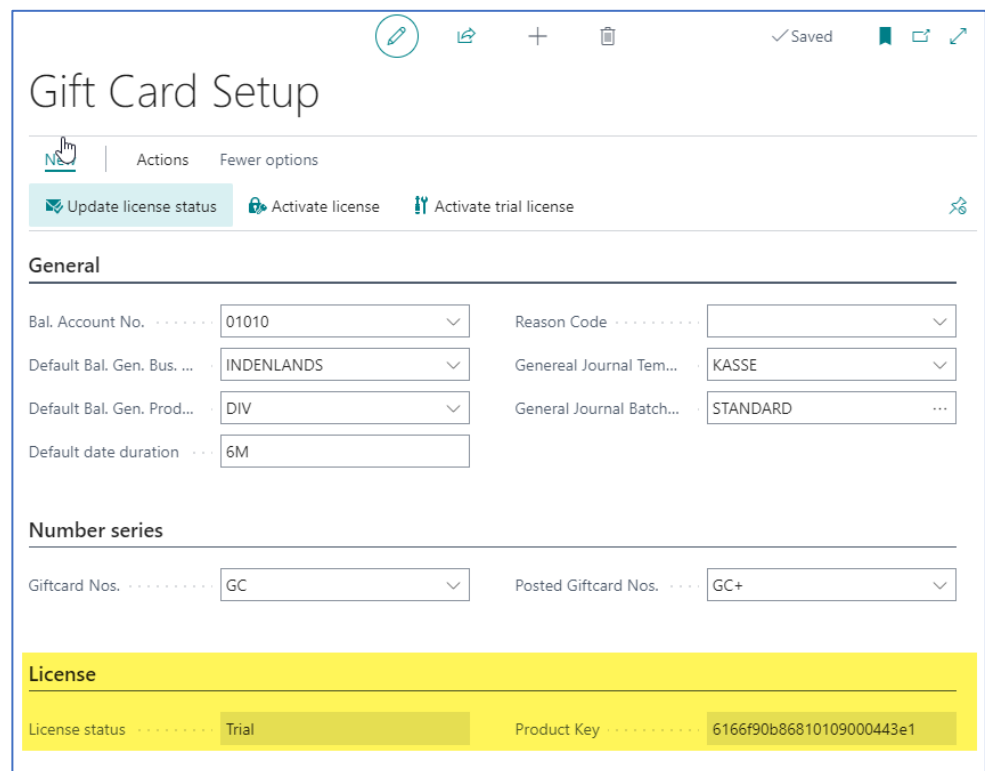 Saved
Gift Card Setup
Actions Fewer options
Update license status Activate license Activate trial license
General
Bal. Account No. 01010 Reason Code
Default Bal. Gen. Bus. ... INDENLANDS Genereal Journal Tem... KASSE
Default Bal. Gen. Prod... DIV General Journal Batch... STANDARD ...
Default date duration 6M
Number series
Giftcard Nos. GC Posted Giftcard Nos. GC+
License
License status Trial Product Key 6166f90b86810109000443e1